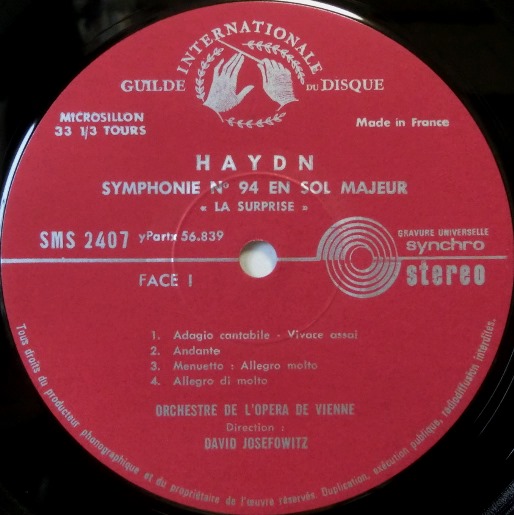 GUILDE INTERNATIONALE DU DISQUE
MICROSILLON
33 1/3 TOURS
Made in France
HAYDN
SYMPHONIE N° 94 EN SOL MAJEUR
« LA SURPRISE »
SMS 2407 yPartx 56.839
GRAVURE UNIVERSELLE
synchro
stereo
FACE I
1. Adagio cantabile - Vivace assai
2. Andante
3. Menuetto : Allegro molto
4. Allegro di molto
ORCHESTRE DE L'OPERA DE VIENNE
Direction :
DAVID JOSEFOWITZ
Tous droits du producteur phonographique et du propriétaire de l'œuvre réservés. Duplication, exécution publique, radiodiffusion interdites.